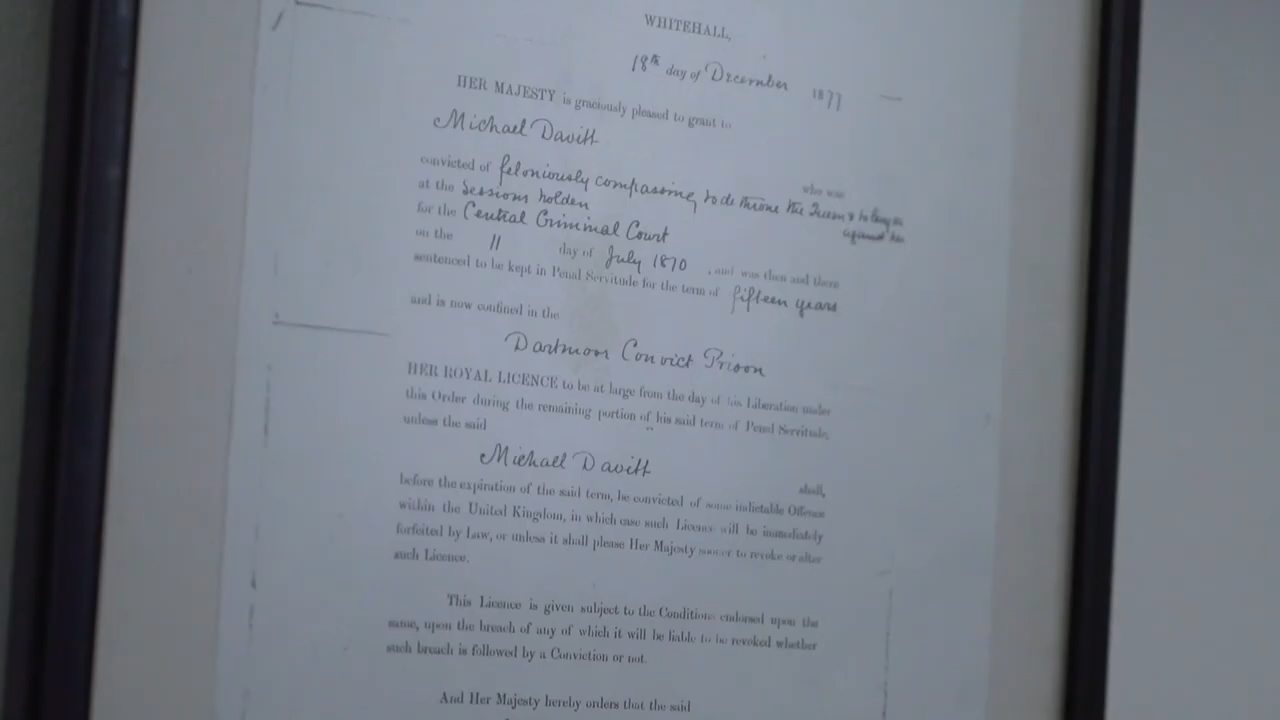 WHITEHALL,
18th day of December 1877
HER MAJESTY is graciously pleased to grant to
Michael Davitt
who was
convicted of feloniously compassing to dethrone the Queen & to levy war
against her
at the Sessions holden
for the Central Criminal Court
on the 11 day of July 1870, and was then and there
sentenced to be kept in Penal Servitude for the term of fifteen years
and is now confined in the
Dartmoor Convict Prison
HER ROYAL LICENCE to be at large from the day of his Liberation under
this Order during the remaining portion of his said term of Penal Servitude,
unless the said
Michael Davitt
shall,
before the expiration of the said term, be convicted of some indictable Offence
within the United Kingdom, in which case such Licence will be immediately
forfeited by Law, or unless it shall please Her Majesty sooner to revoke or alter
such Licence.
This Licence is given subject to the Conditions endorsed upon the
same, upon the breach of any of which it will be liable to be revoked whether
such breach is followed by a Conviction or not.
And Her Majesty hereby orders that the said